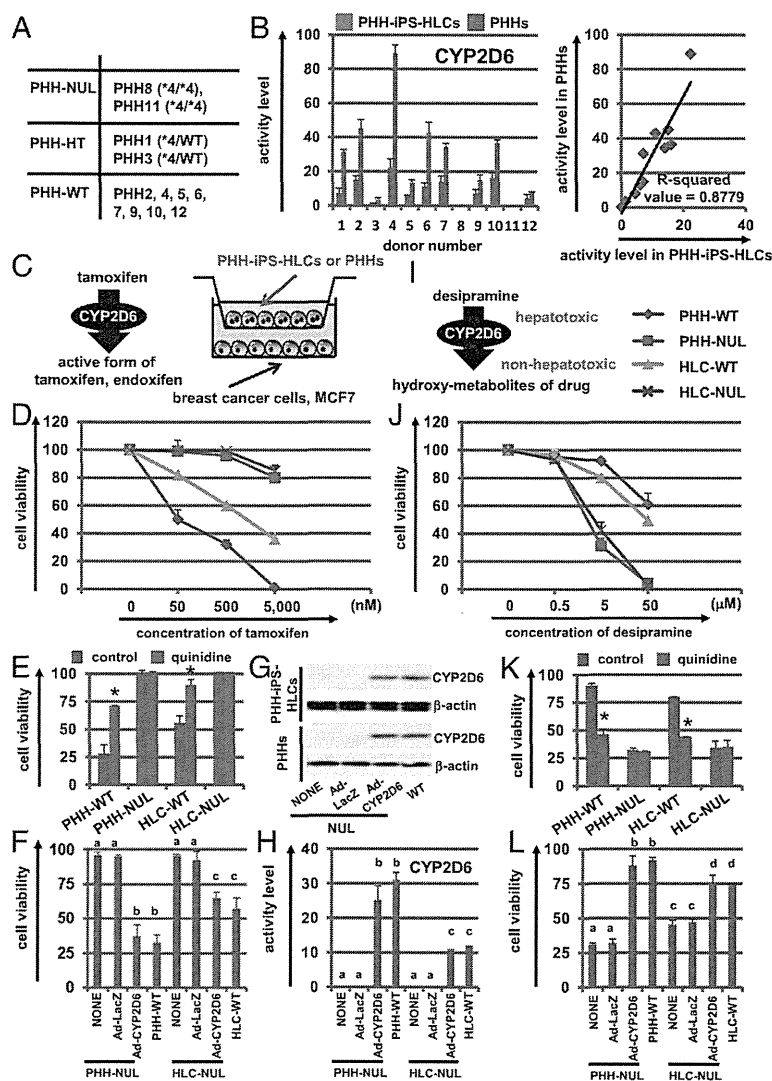 A
PHH-NUL PHH8 (*4/*4),
PHH11 (*4/*4)
PHH-HT PHH1 (*4/WT)
PHH3 (*4/WT)
PHH-WT PHH2, 4, 5, 6,
7, 9, 10, 12
B
PHH-iPS-HLCs PHHs
CYP2D6
activity level
100
80
60
40
20
0
1 2 3 4 5 6 7 8 9 10 11 12
donor number
activity level in PHHs
100
80
60
40
20
0
R-squared
value = 0.8779
0 20 40
activity level in PHH-iPS-HLCs
C
tamoxifen
CYP2D6
active form of
tamoxifen, endoxifen
PHH-iPS-HLCs or PHHs
breast cancer cells, MCF7
I
desipramine
CYP2D6
hepatotoxic
non-hepatotoxic
hydroxy-metabolites of drug
PHH-WT
PHH-NUL
HLC-WT
HLC-NUL
D
cell viability
120
100
80
60
40
20
0
0 50 500 5,000 (nM)
concentration of tamoxifen
J
cell viability
120
100
80
60
40
20
0
0 0.5 5 50 (μM)
concentration of desipramine
E
control quinidine
cell viability
100
75
50
25
0
* *
PHH-WT
PHH-NUL
HLC-WT
HLC-NUL
G
PHH-iPS-
HLCs
CYP2D6
β-actin
PHHs
CYP2D6
β-actin
NONE
Ad-
LacZ
Ad-
CYP2D6
WT
NUL
K
control quinidine
cell viability
100
75
50
25
0
* *
PHH-WT
PHH-NUL
HLC-WT
HLC-NUL
F
cell viability
100
75
50
25
0
a a b b a a c c
NONE
Ad-LacZ
Ad-CYP2D6
PHH-WT
NONE
Ad-LacZ
Ad-CYP2D6
HLC-WT
PHH-NUL HLC-NUL
H
CYP2D6
activity level
40
30
20
10
0
a a b b a a c c
NONE
Ad-LacZ
Ad-CYP2D6
PHH-WT
NONE
Ad-LacZ
Ad-CYP2D6
HLC-WT
PHH-NUL HLC-NUL
L
cell viability
100
75
50
25
0
a a b b c c d d
NONE
Ad-LacZ
Ad-CYP2D6
PHH-WT
NONE
Ad-LacZ
Ad-CYP2D6
HLC-WT
PHH-NUL HLC-NUL